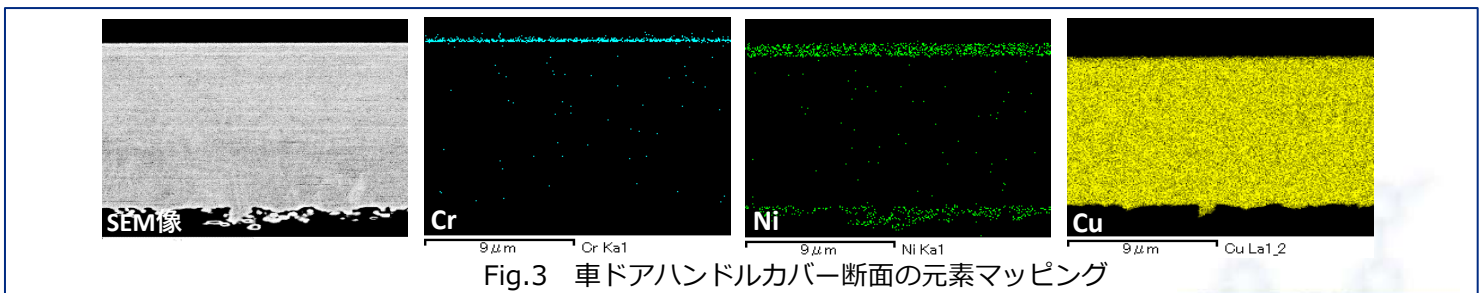 SEM像
Cr
Ni
Cu
9μm Cr Ka1
9μm Ni Ka1
9μm Cu La1_2
Fig.3 車ドアハンドルカバー断面の元素マッピング